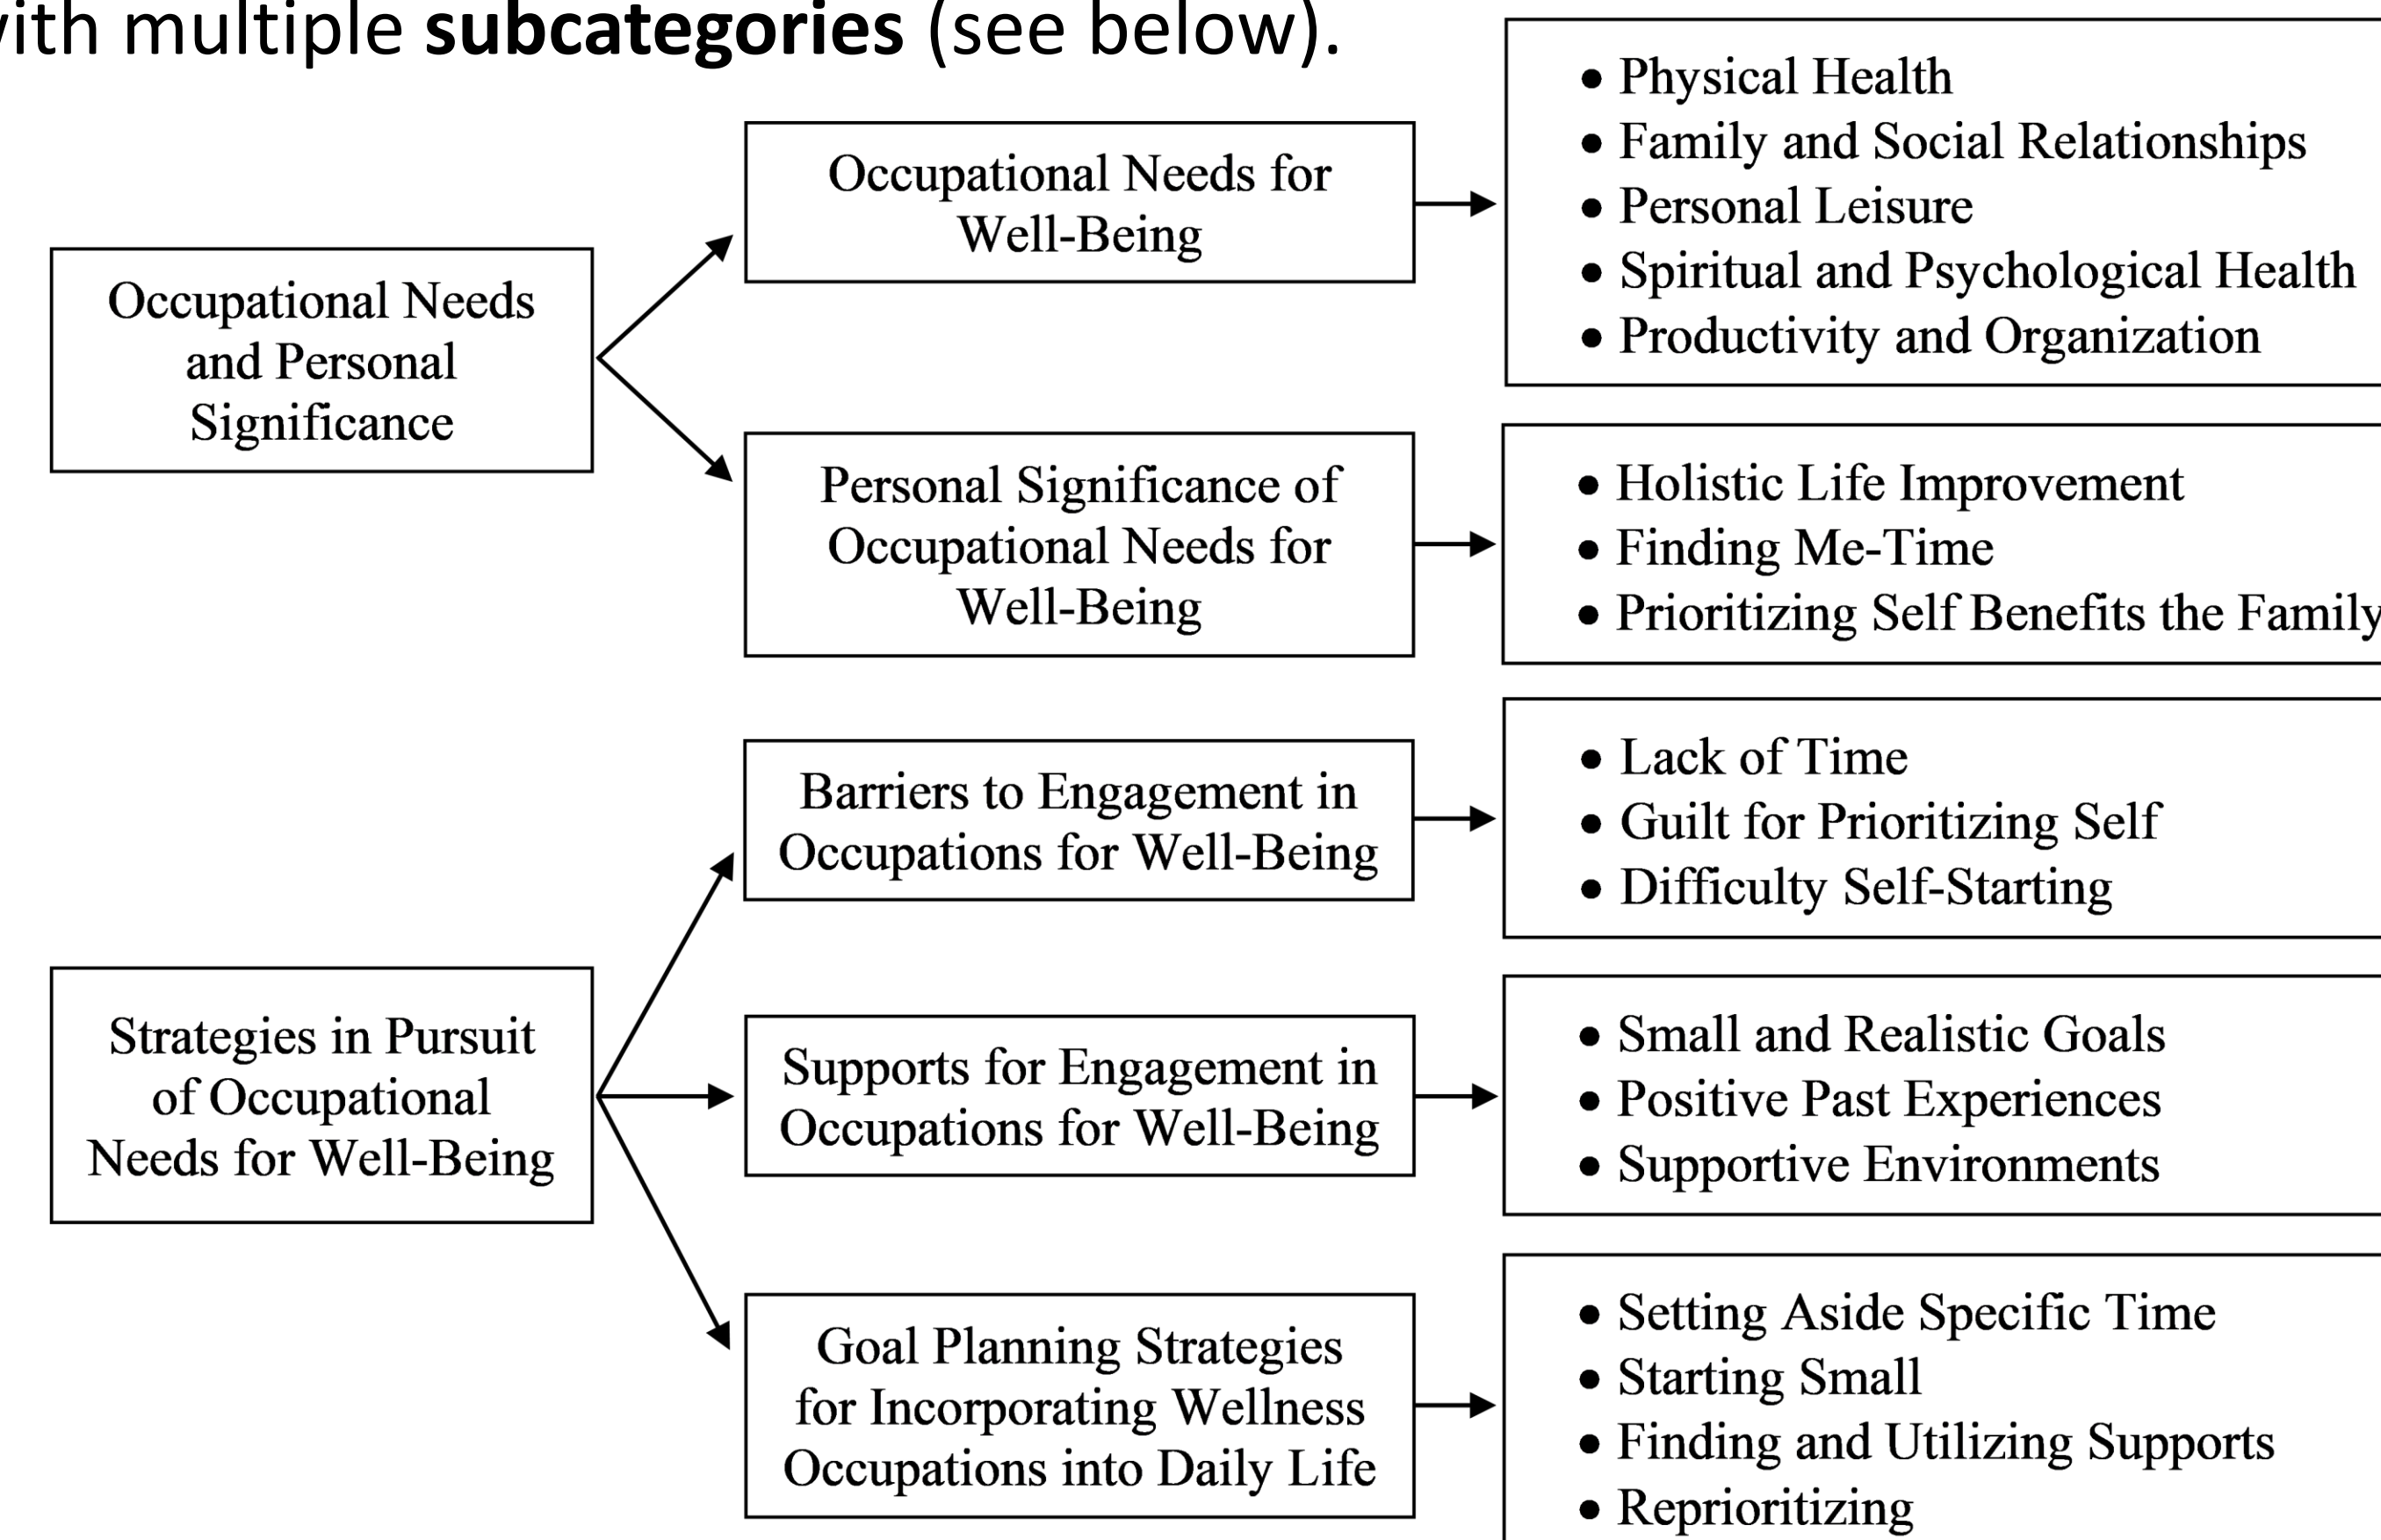 with multiple subcategories (see below).
Occupational Needs
and Personal
Significance
Occupational Needs for
Well-Being
• Physical Health
• Family and Social Relationships
• Personal Leisure
• Spiritual and Psychological Health
• Productivity and Organization
Personal Significance of
Occupational Needs for
Well-Being
• Holistic Life Improvement
• Finding Me-Time
• Prioritizing Self Benefits the Family
Strategies in Pursuit
of Occupational
Needs for Well-Being
Barriers to Engagement in
Occupations for Well-Being
• Lack of Time
• Guilt for Prioritizing Self
• Difficulty Self-Starting
Supports for Engagement in
Occupations for Well-Being
• Small and Realistic Goals
• Positive Past Experiences
• Supportive Environments
Goal Planning Strategies
for Incorporating Wellness
Occupations into Daily Life
• Setting Aside Specific Time
• Starting Small
• Finding and Utilizing Supports
• Reprioritizing